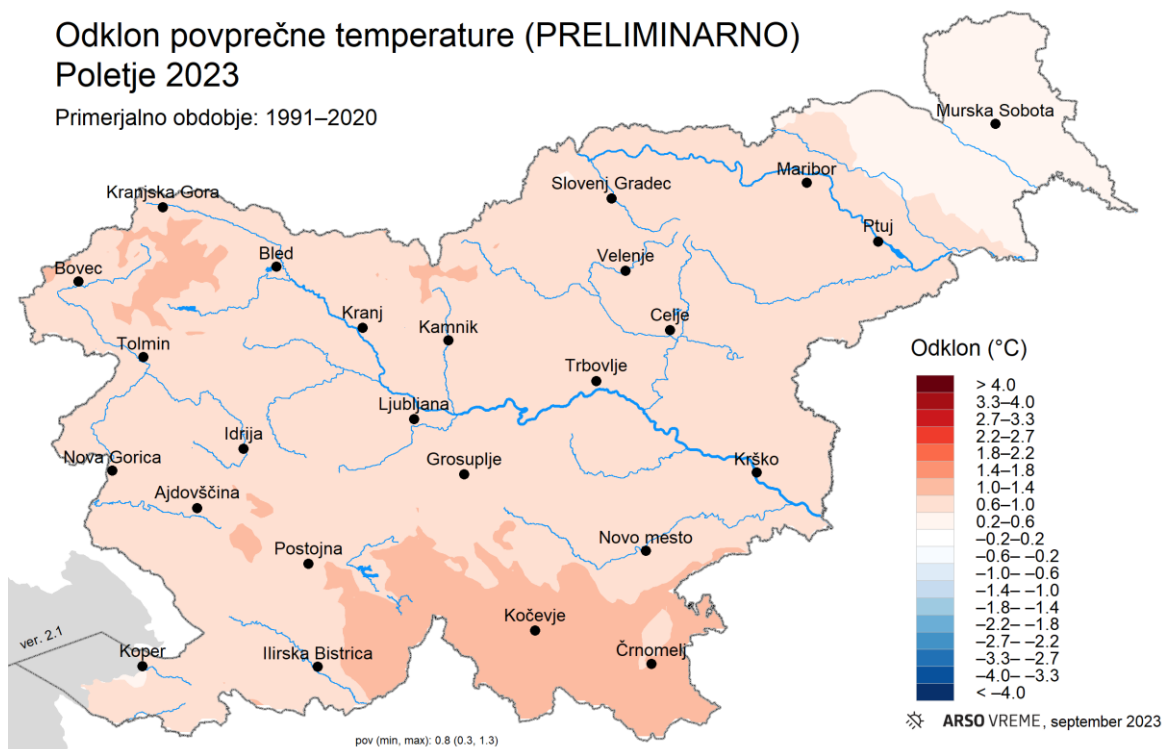 Odklon povprečne temperature (PRELIMINARNO)
Poletje 2023
Primerjalno obdobje: 1991–2020
Murska Sobota
Maribor
Slovenj Gradec
Kranjska Gora
Ptuj
Bled
Velenje
Bovec
Kranj
Kamnik
Celje
Tolmin
Trbovlje
Ljubljana
Idrija
Nova Gorica
Grosuplje
Krško
Ajdovščina
Postojna
Novo mesto
Kočevje
Črnomelj
Koper
Ilirska Bistrica
ver. 2.1
Odklon (°C)
> 4.0
3.3–4.0
2.7–3.3
2.2–2.7
1.8–2.2
1.4–1.8
1.0–1.4
0.6–1.0
0.2–0.6
–0.2–0.2
–0.6– –0.2
–1.0– –0.6
–1.4– –1.0
–1.8– –1.4
–2.2– –1.8
–2.7– –2.2
–3.3– –2.7
–4.0– –3.3
< –4.0
ARSO VREME, september 2023
pov (min, max): 0.8 (0.3, 1.3)